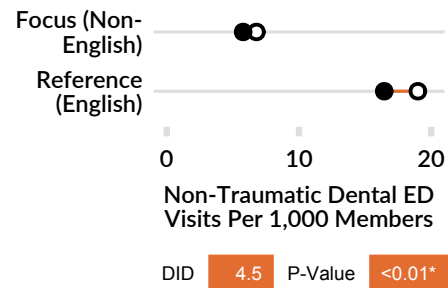 Focus (Non-
English)
Reference
(English)
0 10 20
Non-Traumatic Dental ED
Visits Per 1,000 Members
DID 4.5 P-Value <0.01*